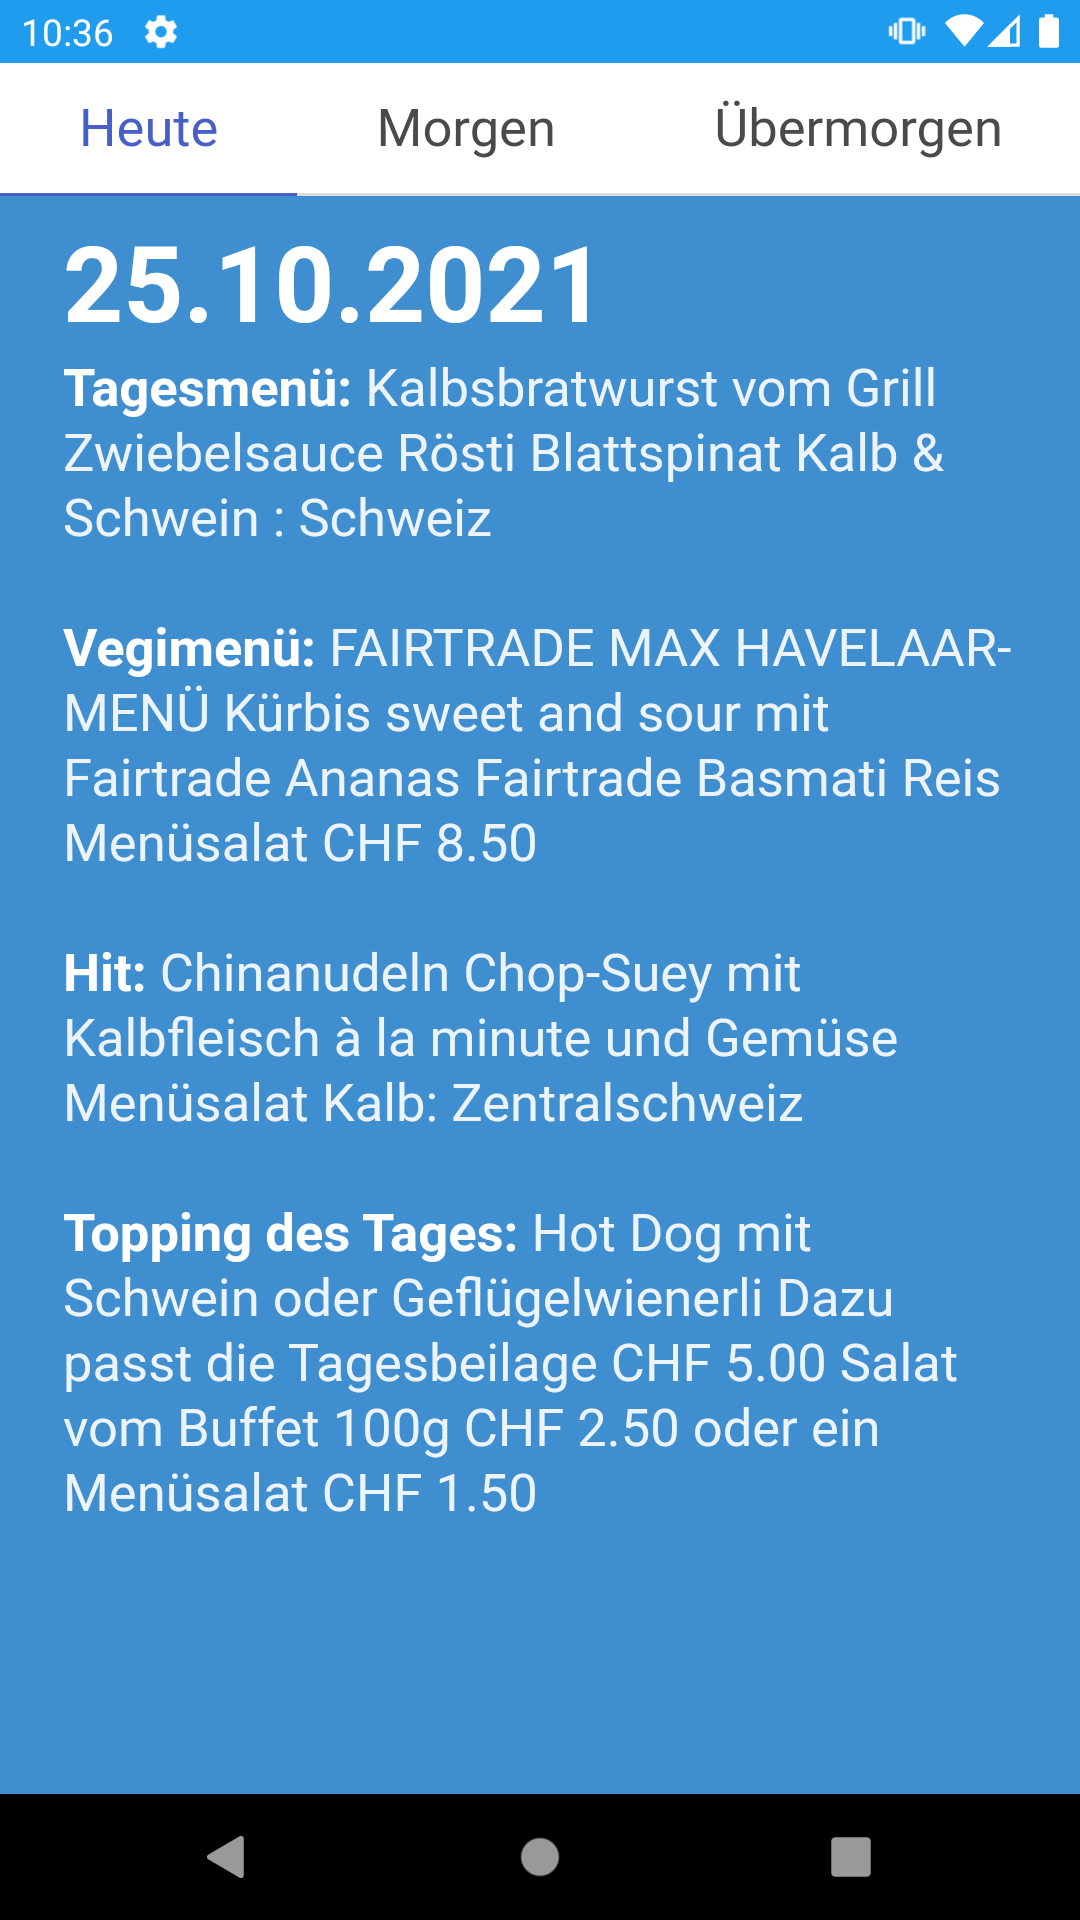 10:36
Heute Morgen Übermorgen
25.10.2021
Tagesmenü: Kalbsbratwurst vom Grill
Zwiebelsauce Rösti Blattspinat Kalb &
Schwein : Schweiz
Vegimenü: FAIRTRADE MAX HAVELAAR-
MENÜ Kürbis sweet and sour mit
Fairtrade Ananas Fairtrade Basmati Reis
Menüsalat CHF 8.50
Hit: Chinanudeln Chop-Suey mit
Kalbfleisch à la minute und Gemüse
Menüsalat Kalb: Zentralschweiz
Topping des Tages: Hot Dog mit
Schwein oder Geflügelwienerli Dazu
passt die Tagesbeilage CHF 5.00 Salat
vom Buffet 100g CHF 2.50 oder ein
Menüsalat CHF 1.50